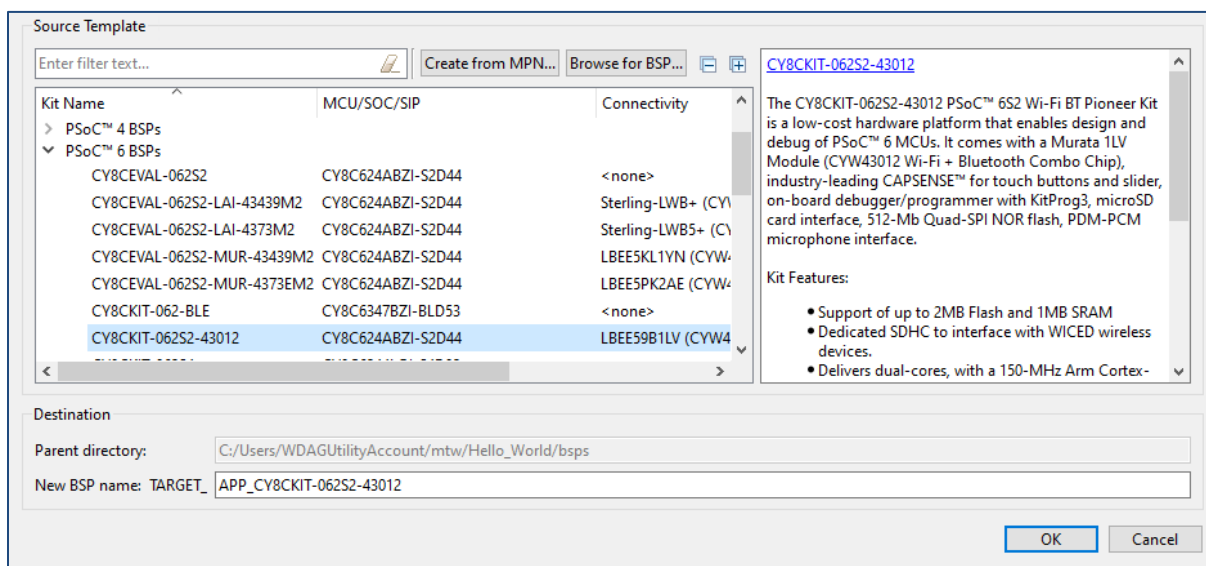 Source Template
Enter filter text...
Create from MPN...
Browse for BSP...
Kit Name MCU/SOC/SIP Connectivity
PSoC™ 4 BSPs
PSoC™ 6 BSPs
CY8CEVAL-062S2 CY8C624ABZI-S2D44 <none>
CY8CEVAL-062S2-LAI-43439M2 CY8C624ABZI-S2D44 Sterling-LWB+ (CYW
CY8CEVAL-062S2-LAI-4373M2 CY8C624ABZI-S2D44 Sterling-LWB5+ (CY
CY8CEVAL-062S2-MUR-43439M2 CY8C624ABZI-S2D44 LBEE5KL1YN (CYW4
CY8CEVAL-062S2-MUR-4373EM2 CY8C624ABZI-S2D44 LBEE5PK2AE (CYW4
CY8CKIT-062-BLE CY8C6347BZI-BLD53 <none>
CY8CKIT-062S2-43012 CY8C624ABZI-S2D44 LBEE59B1LV (CYW4
CY8CKIT-062S2-43012
The CY8CKIT-062S2-43012 PSoC™ 6S2 Wi-Fi BT Pioneer Kit
is a low-cost hardware platform that enables design and
debug of PSoC™ 6 MCUs. It comes with a Murata 1LV
Module (CYW43012 Wi-Fi + Bluetooth Combo Chip),
industry-leading CAPSENSE™ for touch buttons and slider,
on-board debugger/programmer with KitProg3, microSD
card interface, 512-Mb Quad-SPI NOR flash, PDM-PCM
microphone interface.
Kit Features:
● Support of up to 2MB Flash and 1MB SRAM
● Dedicated SDHC to interface with WICED wireless
devices.
● Delivers dual-cores, with a 150-MHz Arm Cortex-
Destination
Parent directory: C:/Users/WDAGUtilityAccount/mtw/Hello_World/bsps
New BSP name: TARGET_ APP_CY8CKIT-062S2-43012
OK
Cancel